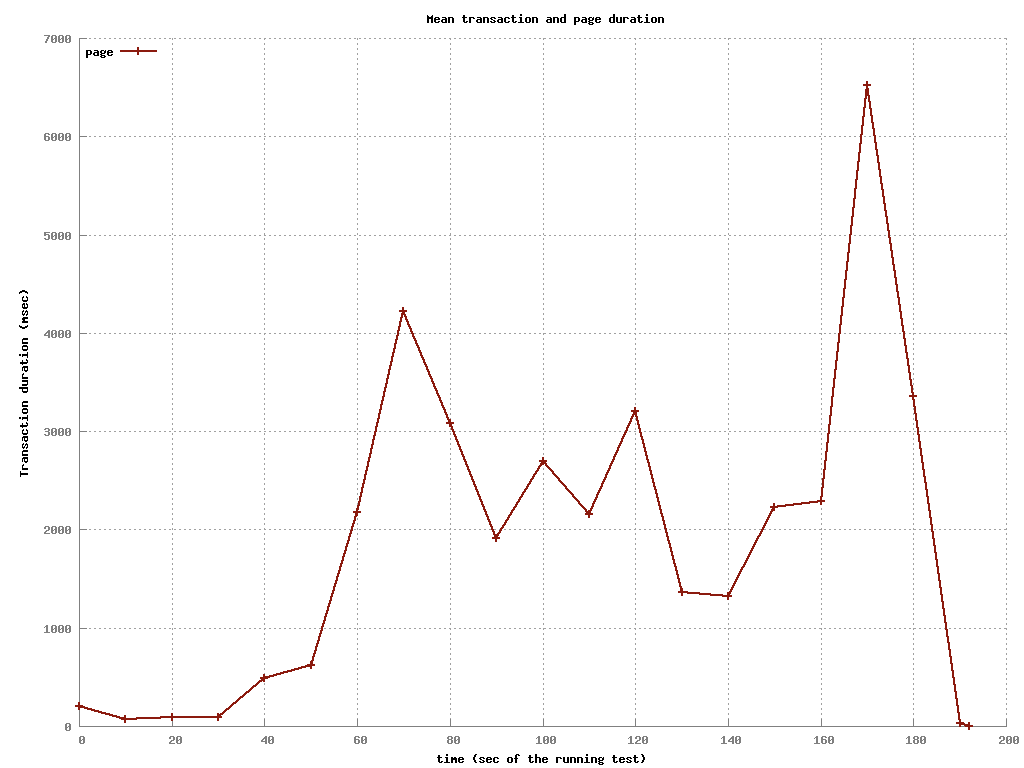 Mean transaction and page duration
page
7000
6000
5000
4000
3000
2000
1000
0
Transaction duration (msec)
0 20 40 60 80 100 120 140 160 180 200
time (sec of the running test)